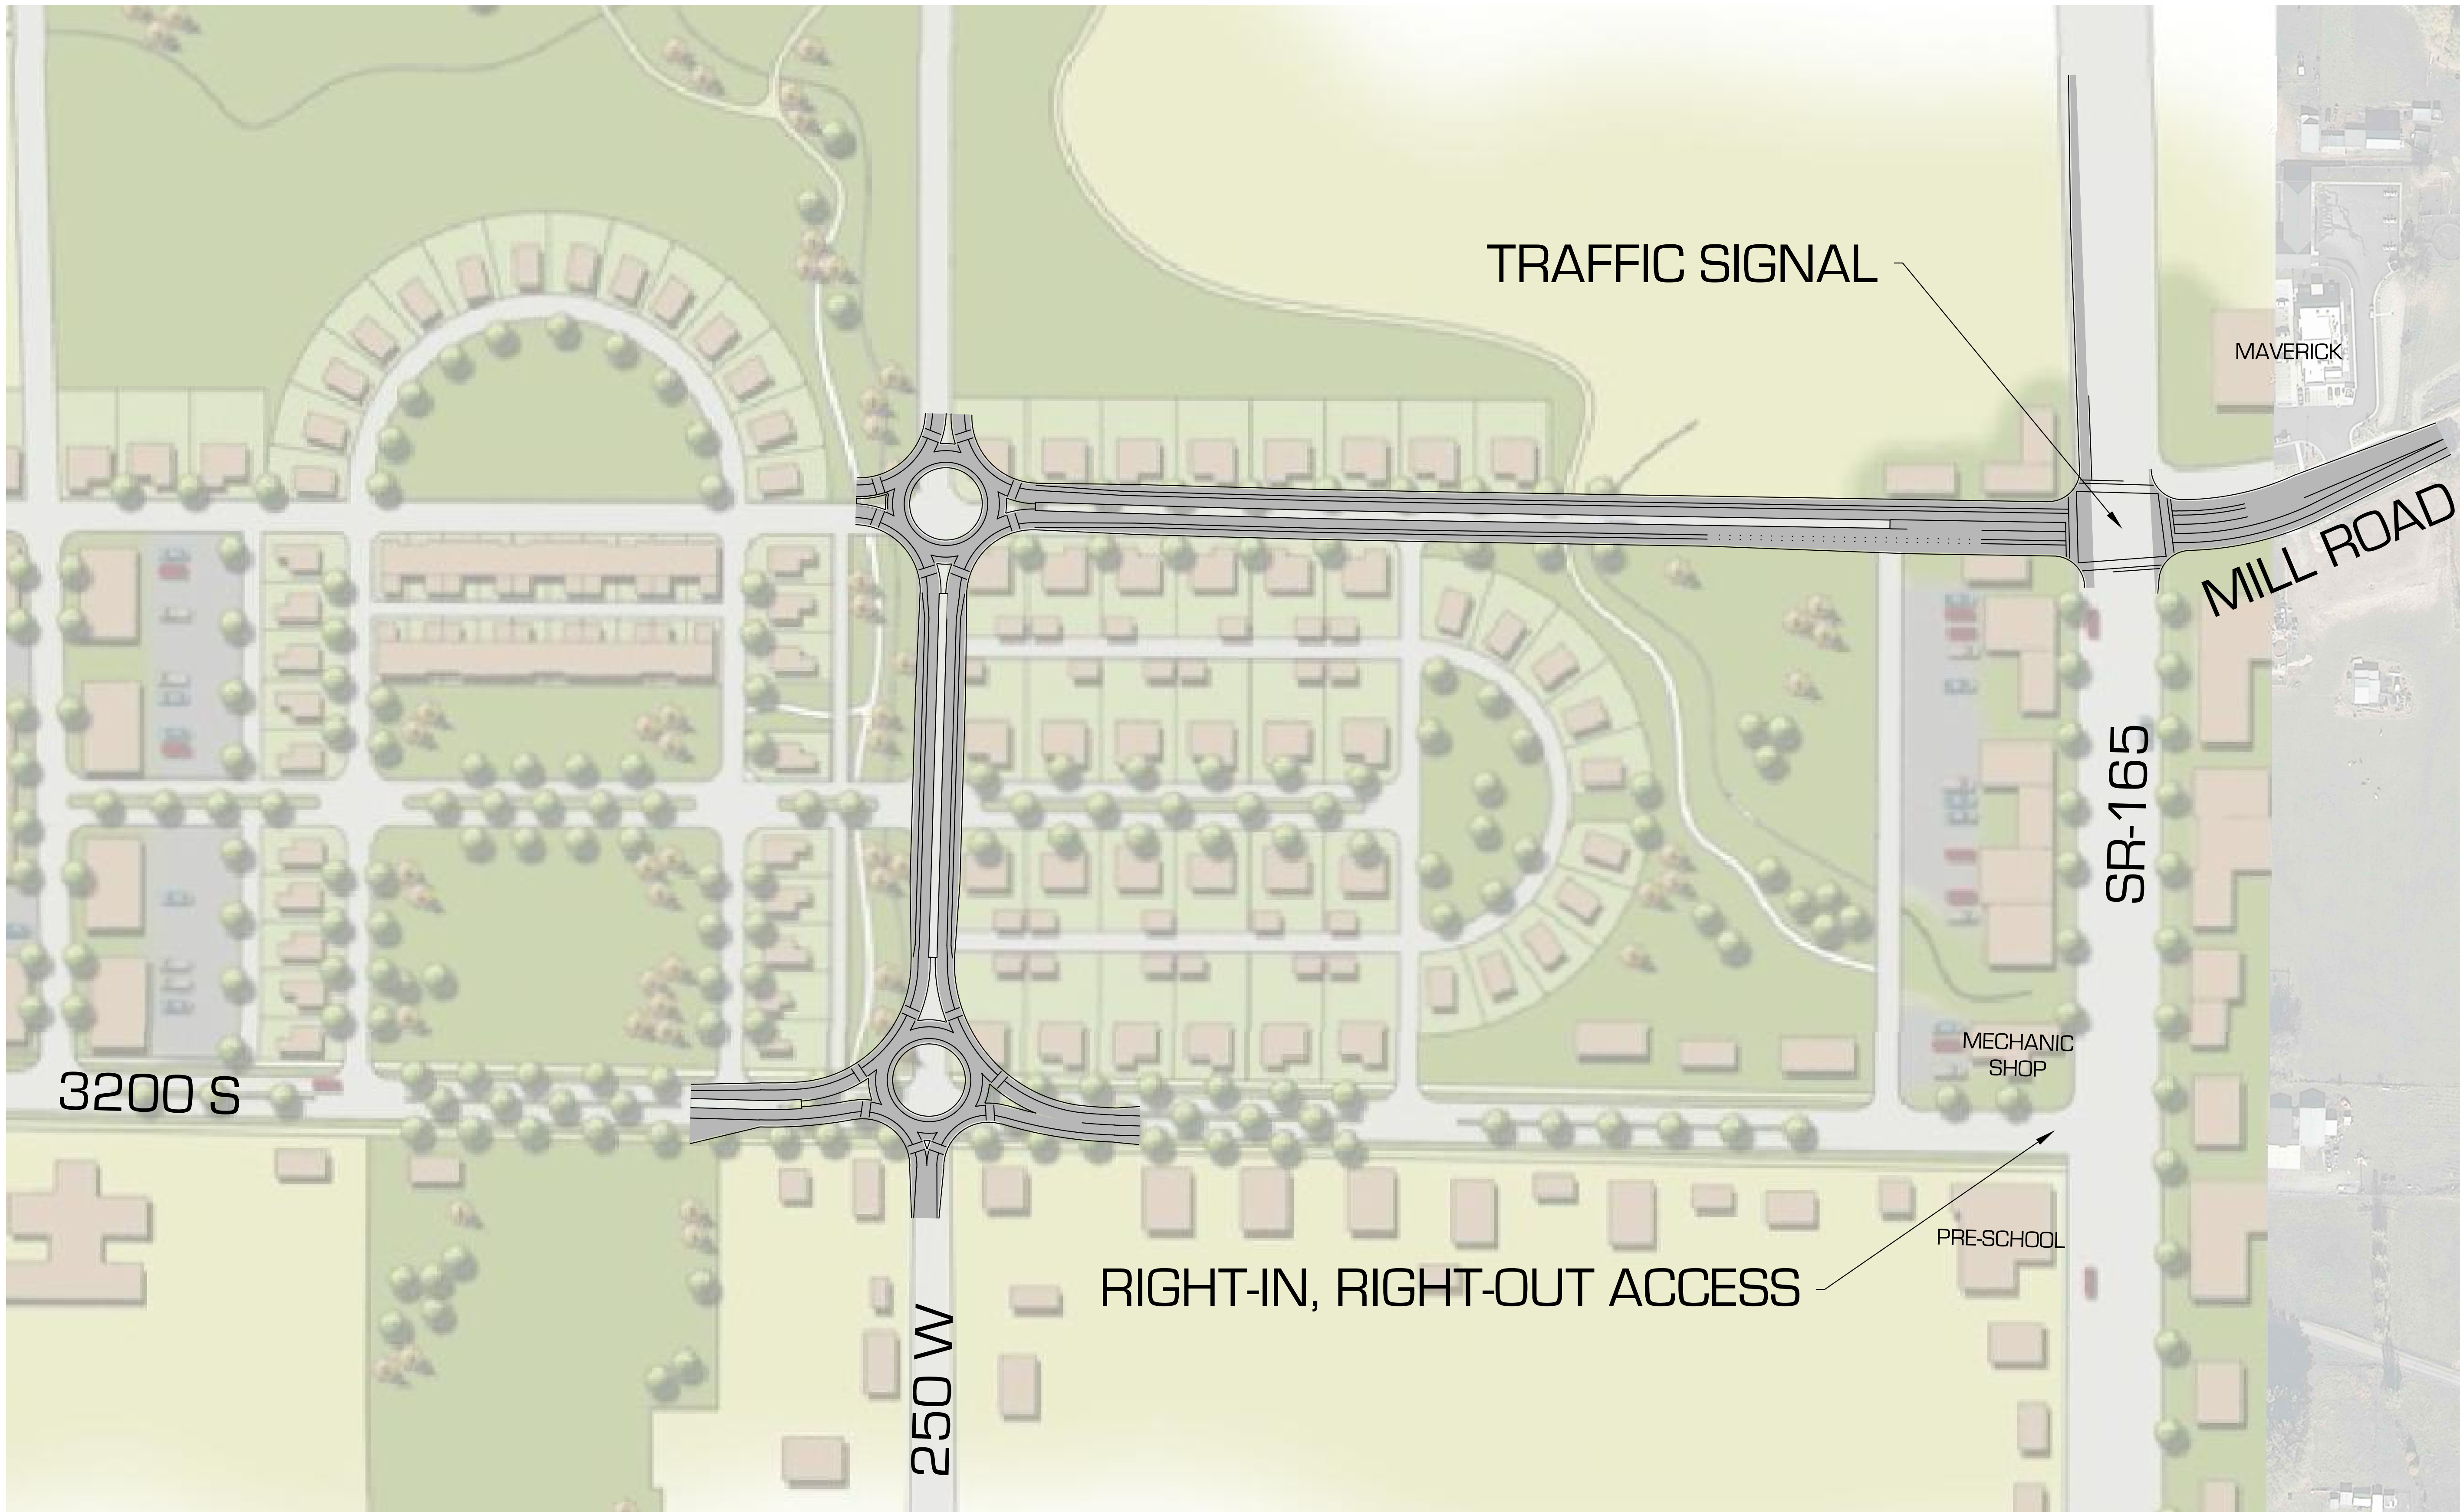 TRAFFIC SIGNAL
MAVERICK
MILL ROAD
SR-165
MECHANIC
SHOP
3200 S
PRE-SCHOOL
RIGHT-IN, RIGHT-OUT ACCESS
250 W